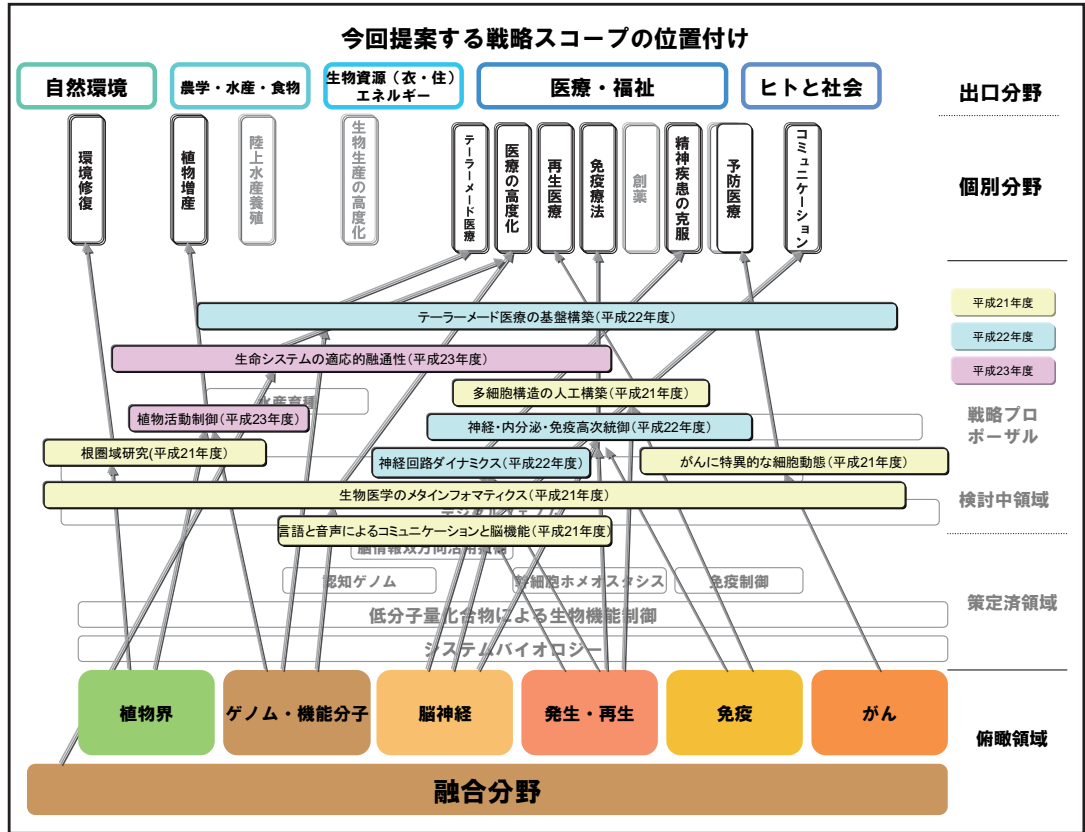 今回提案する戦略スコープの位置付け
自然環境
農学・水産・食物
生物資源（衣・住）
エネルギー
医療・福祉
ヒトと社会
出口分野
環境修復
植物増産
陸上水産養殖
生物生産の高度化
テーラーメード医療
医療の高度化
再生医療
免疫療法
創薬
精神疾患の克服
予防医療
コミュニケーション
個別分野
平成21年度
平成22年度
平成23年度
テーラーメード医療の基盤構築(平成22年度)
生命システムの適応的融通性(平成23年度)
多細胞構造の人工構築(平成21年度)
水産育種
植物活動制御(平成23年度)
神経・内分泌・免疫高次統御(平成22年度)
戦略プロ
ポーザル
根圏域研究(平成21年度)
神経回路ダイナミクス(平成22年度)
がんに特異的な細胞動態(平成21年度)
生物医学のメタインフォマティクス(平成21年度)
検討中領域
言語と音声によるコミュニケーションと脳機能(平成21年度)
認知ゲノム
幹細胞ホメオスタシス
免疫制御
策定済領域
低分子量化合物による生物機能制御
システムバイオロジー
植物界
ゲノム・機能分子
脳神経
発生・再生
免疫
がん
俯瞰領域
融合分野